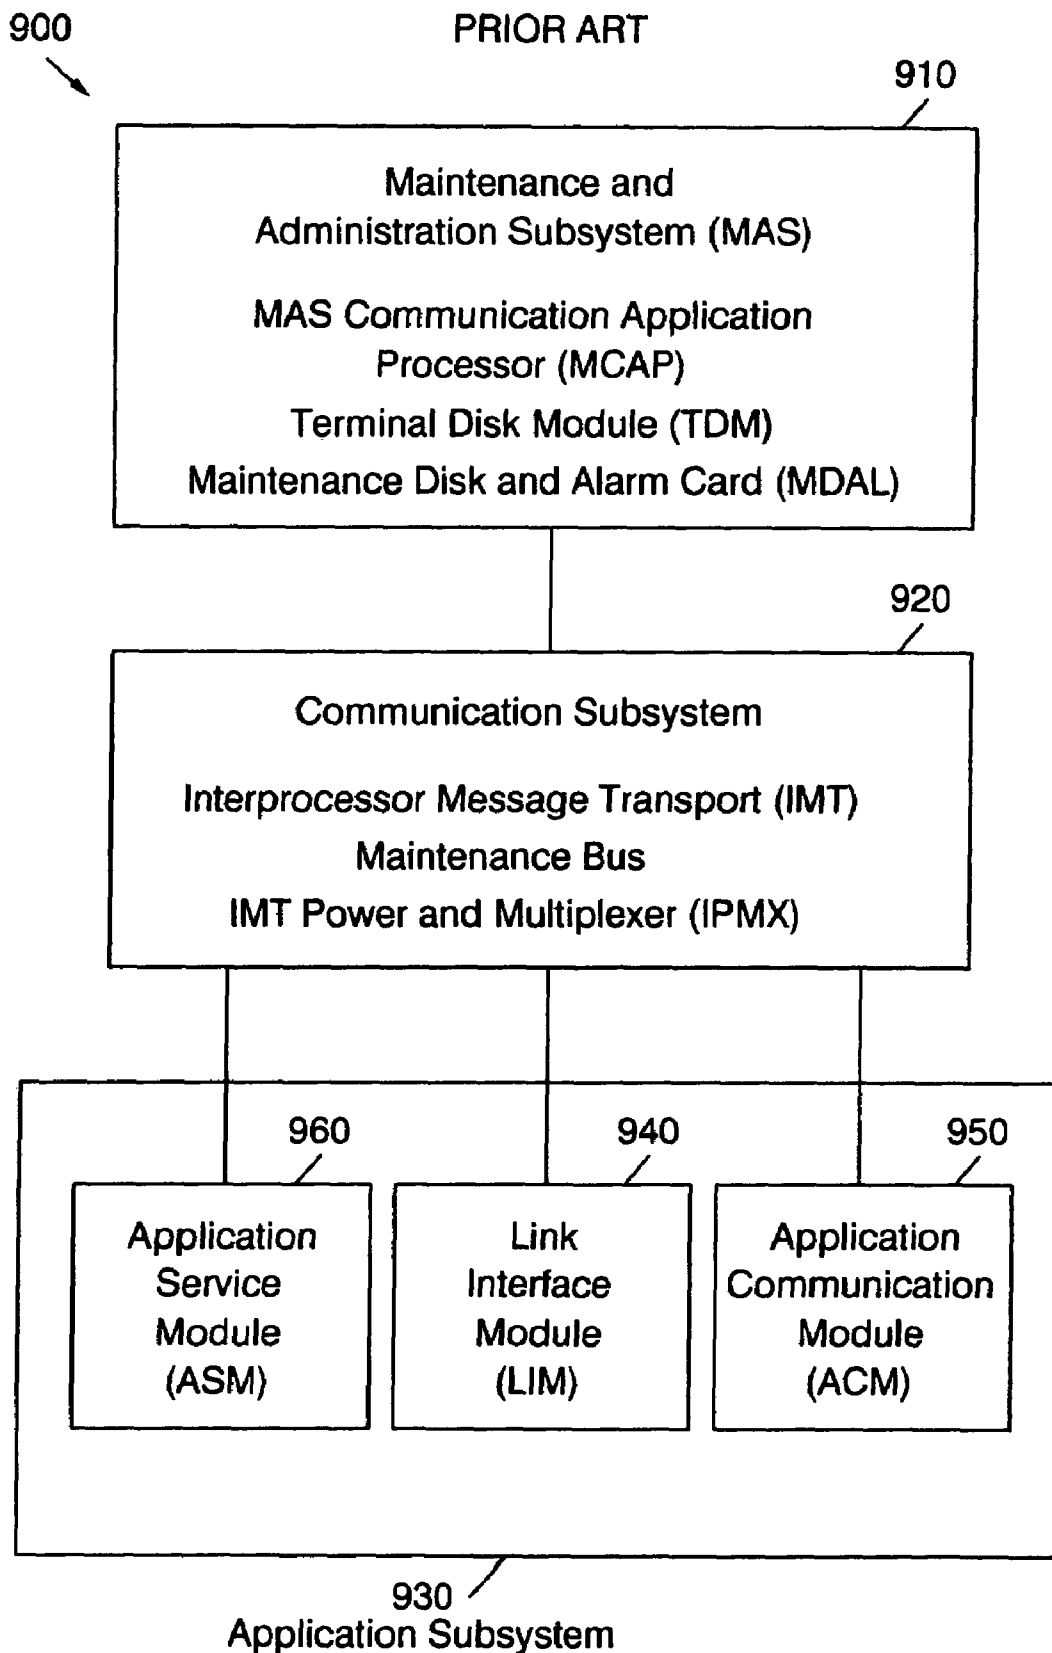 900
PRIOR ART
910
Maintenance and
Administration Subsystem (MAS)
MAS Communication Application
Processor (MCAP)
Terminal Disk Module (TDM)
Maintenance Disk and Alarm Card (MDAL)
920
Communication Subsystem
Interprocessor Message Transport (IMT)
Maintenance Bus
IMT Power and Multiplexer (IPMX)
960
Application
Service
Module
(ASM)
940
Link
Interface
Module
(LIM)
950
Application
Communication
Module
(ACM)
930
Application Subsystem